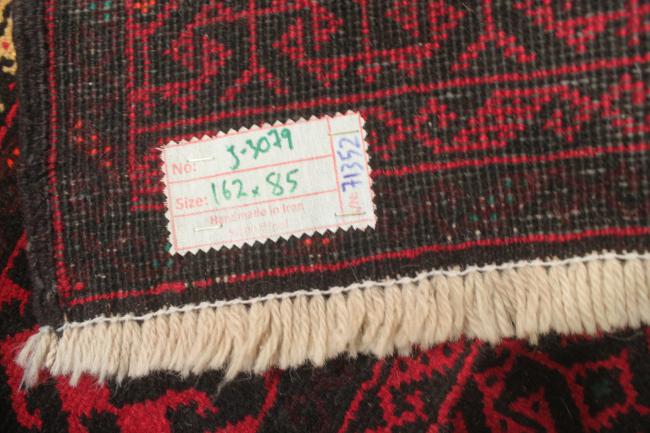 No: J-3079
Size: 162 x 85
Handmade in Iran
71352